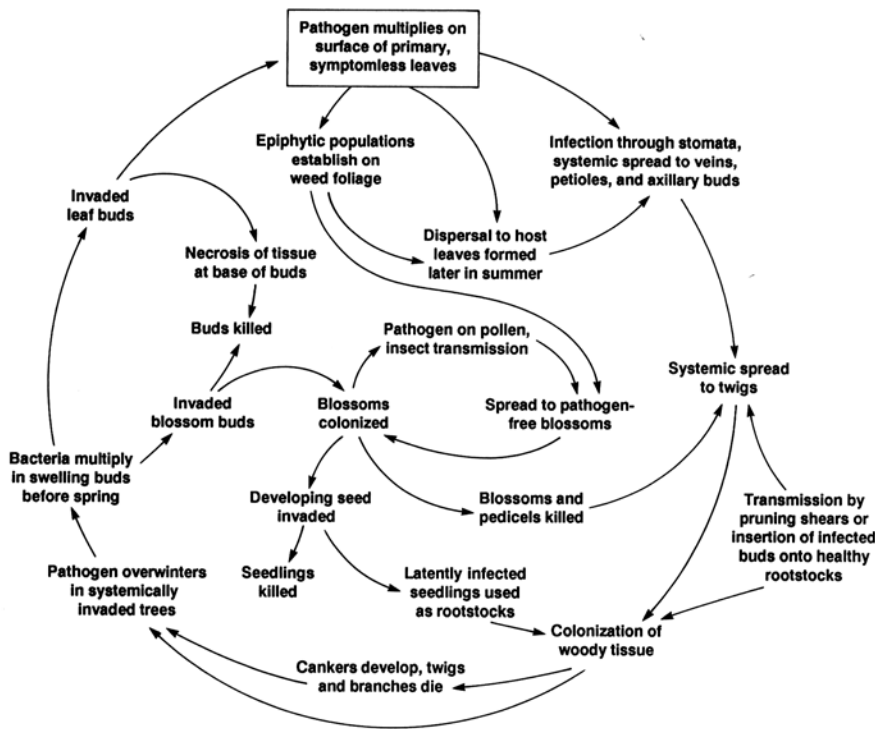 Pathogen multiplies on
surface of primary,
symptomless leaves
Epiphytic populations
establish on
weed foliage
Infection through stomata,
systemic spread to veins,
petioles, and axillary buds
Invaded
leaf buds
Dispersal to host
leaves formed
later in summer
Necrosis of tissue
at base of buds
Buds killed
Pathogen on pollen,
insect transmission
Systemic spread
to twigs
Invaded
blossom buds
Blossoms
colonized
Spread to pathogen-
free blossoms
Bacteria multiply
in swelling buds
before spring
Developing seed
invaded
Blossoms and
pedicels killed
Transmission by
pruning shears or
insertion of infected
buds onto healthy
rootstocks
Pathogen overwinters
in systemically
invaded trees
Seedlings
killed
Latently infected
seedlings used
as rootstocks
Colonization of
woody tissue
Cankers develop, twigs
and branches die